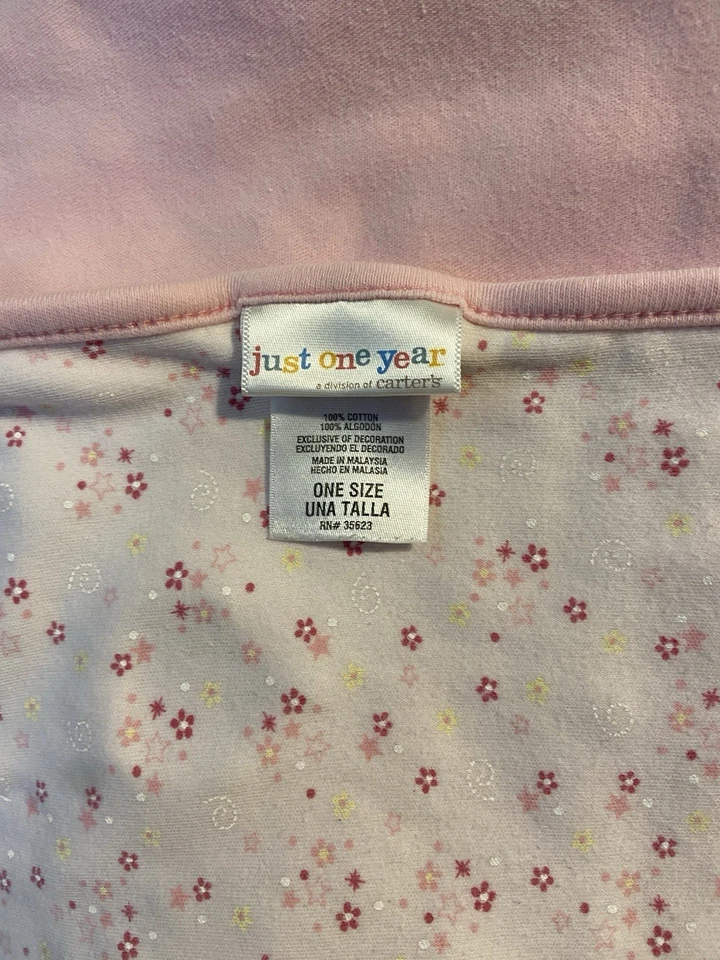 just one year
a division of carter's
100% COTTON
100% ALGODÓN
EXCLUSIVE OF DECORATION
EXCLUYENDO EL DECORADO
MADE IN MALAYSIA
HECHO EN MALASIA
ONE SIZE
UNA TALLA
RN# 35623